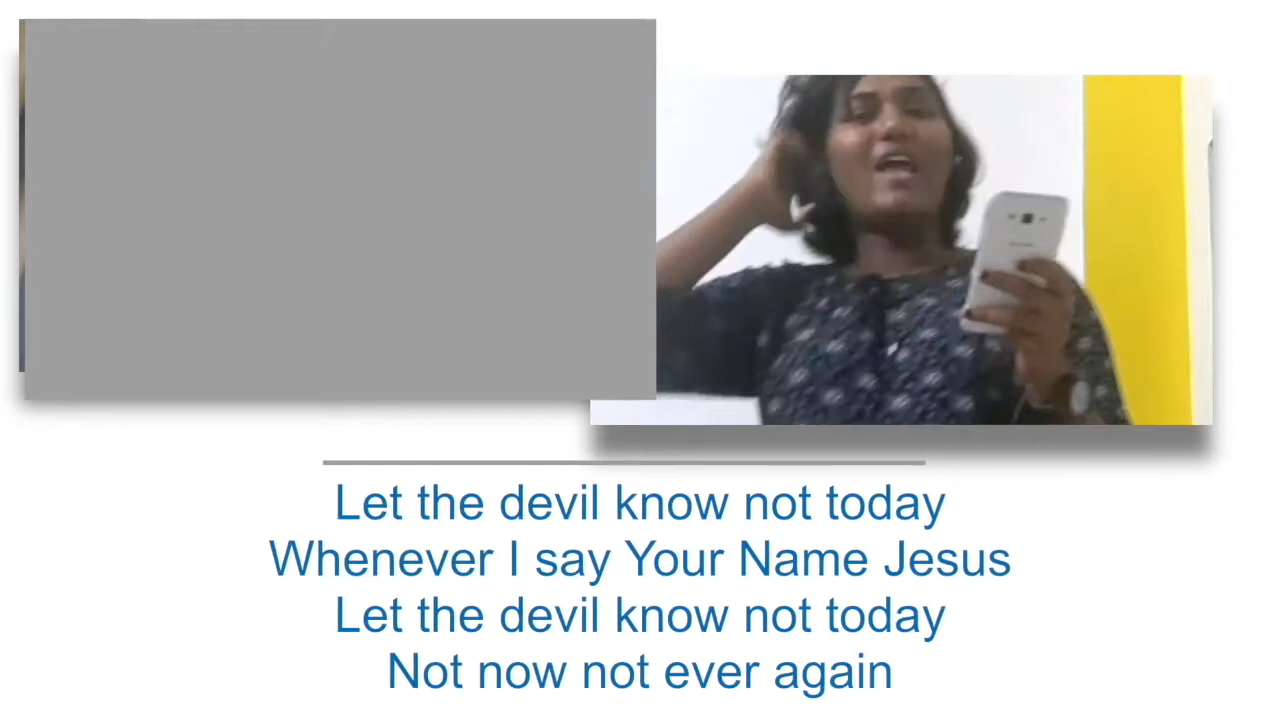 Let the devil know not today
Whenever I say Your Name Jesus
Let the devil know not today
Not now not ever again